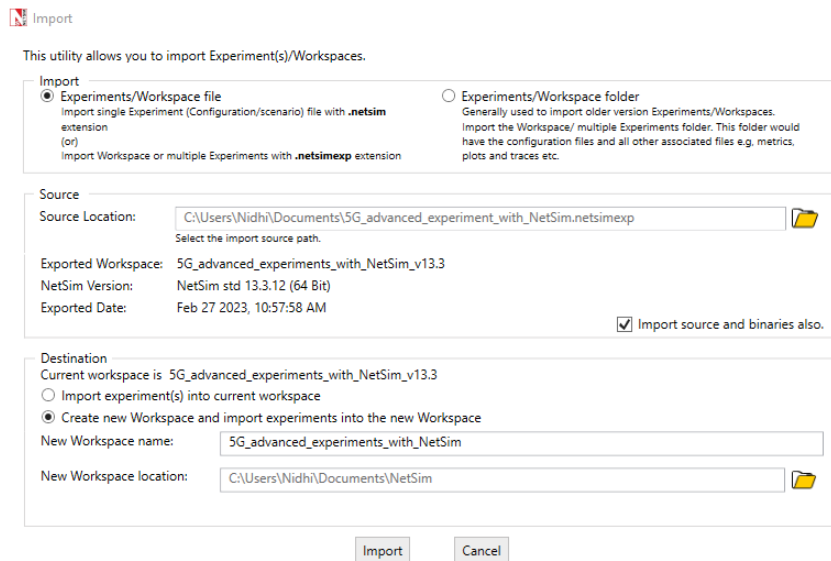 Import
This utility allows you to import Experiment(s)/Workspaces.
Import
Experiments/Workspace file
Import single Experiment (Configuration/scenario) file with .netsim
extension
(or)
Import Workspace or multiple Experiments with .netsimexp extension
Experiments/Workspace folder
Generally used to import older version Experiments/Workspaces.
Import the Workspace/ multiple Experiments folder. This folder would
have the configuration files and all other associated files e.g, metrics,
plots and traces etc.
Source
Source Location: C:\Users\Nidhi\Documents\5G_advanced_experiment_with_NetSim.netsimexp
Select the import source path.
Exported Workspace: 5G_advanced_experiments_with_NetSim_v13.3
NetSim Version: NetSim std 13.3.12 (64 Bit)
Exported Date: Feb 27 2023, 10:57:58 AM
Import source and binaries also.
Destination
Current workspace is 5G_advanced_experiments_with_NetSim_v13.3
Import experiment(s) into current workspace
Create new Workspace and import experiments into the new Workspace
New Workspace name: 5G_advanced_experiments_with_NetSim
New Workspace location: C:\Users\Nidhi\Documents\NetSim
Import Cancel